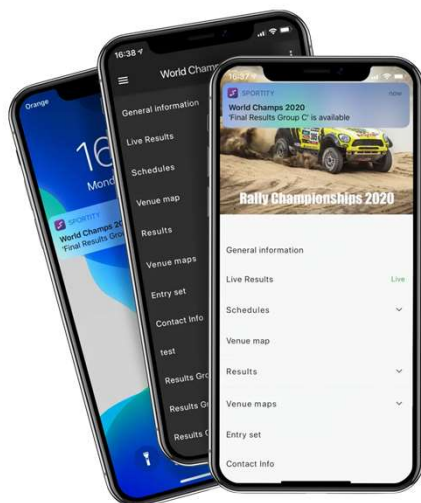 Orange
16
Mond
SPORTITY
World Champs 20
'Final Results Grou
16:38
World Champ
General information
Live Results
Schedules
Venue map
Results
Venue maps
Entry set
Contact Info
test
Results Gro
Results Gr
Results G
16:37
SPORTITY
now
World Champs 2020
'Final Results Group C' is available
Rally Championships 2020
General information
Live Results
Live
Schedules
Venue map
Results
Venue maps
Entry set
Contact Info